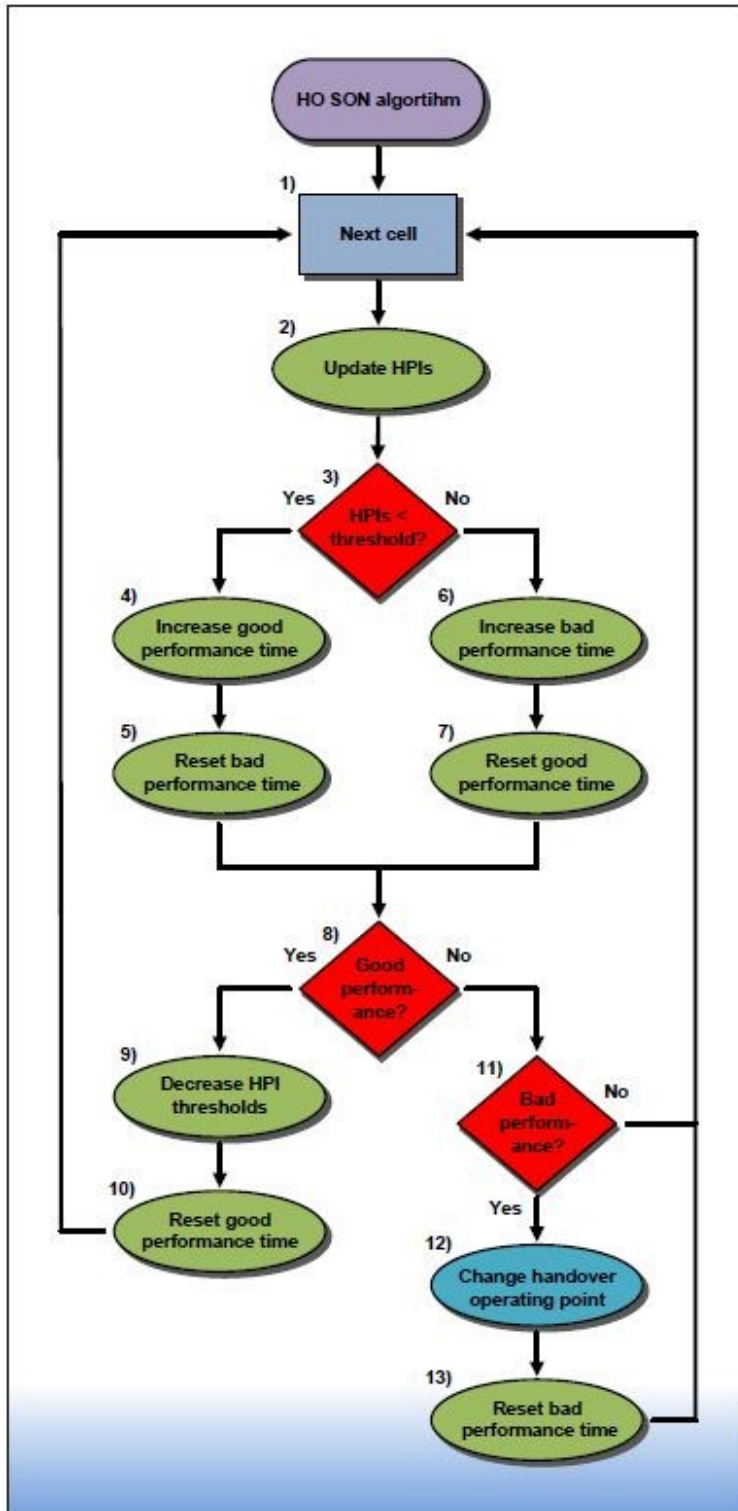 HO SON algortihm
1)
Next cell
2)
Update HPIs
3)
Yes
No
HPIs <
threshold?
4)
Increase good
performance time
6)
Increase bad
performance time
5)
Reset bad
performance time
7)
Reset good
performance time
8)
Yes
No
Good
perform-
ance?
9)
Decrease HPI
thresholds
11)
Bad
perform-
ance?
No
10)
Reset good
performance time
Yes
12)
Change handover
operating point
13)
Reset bad
performance time